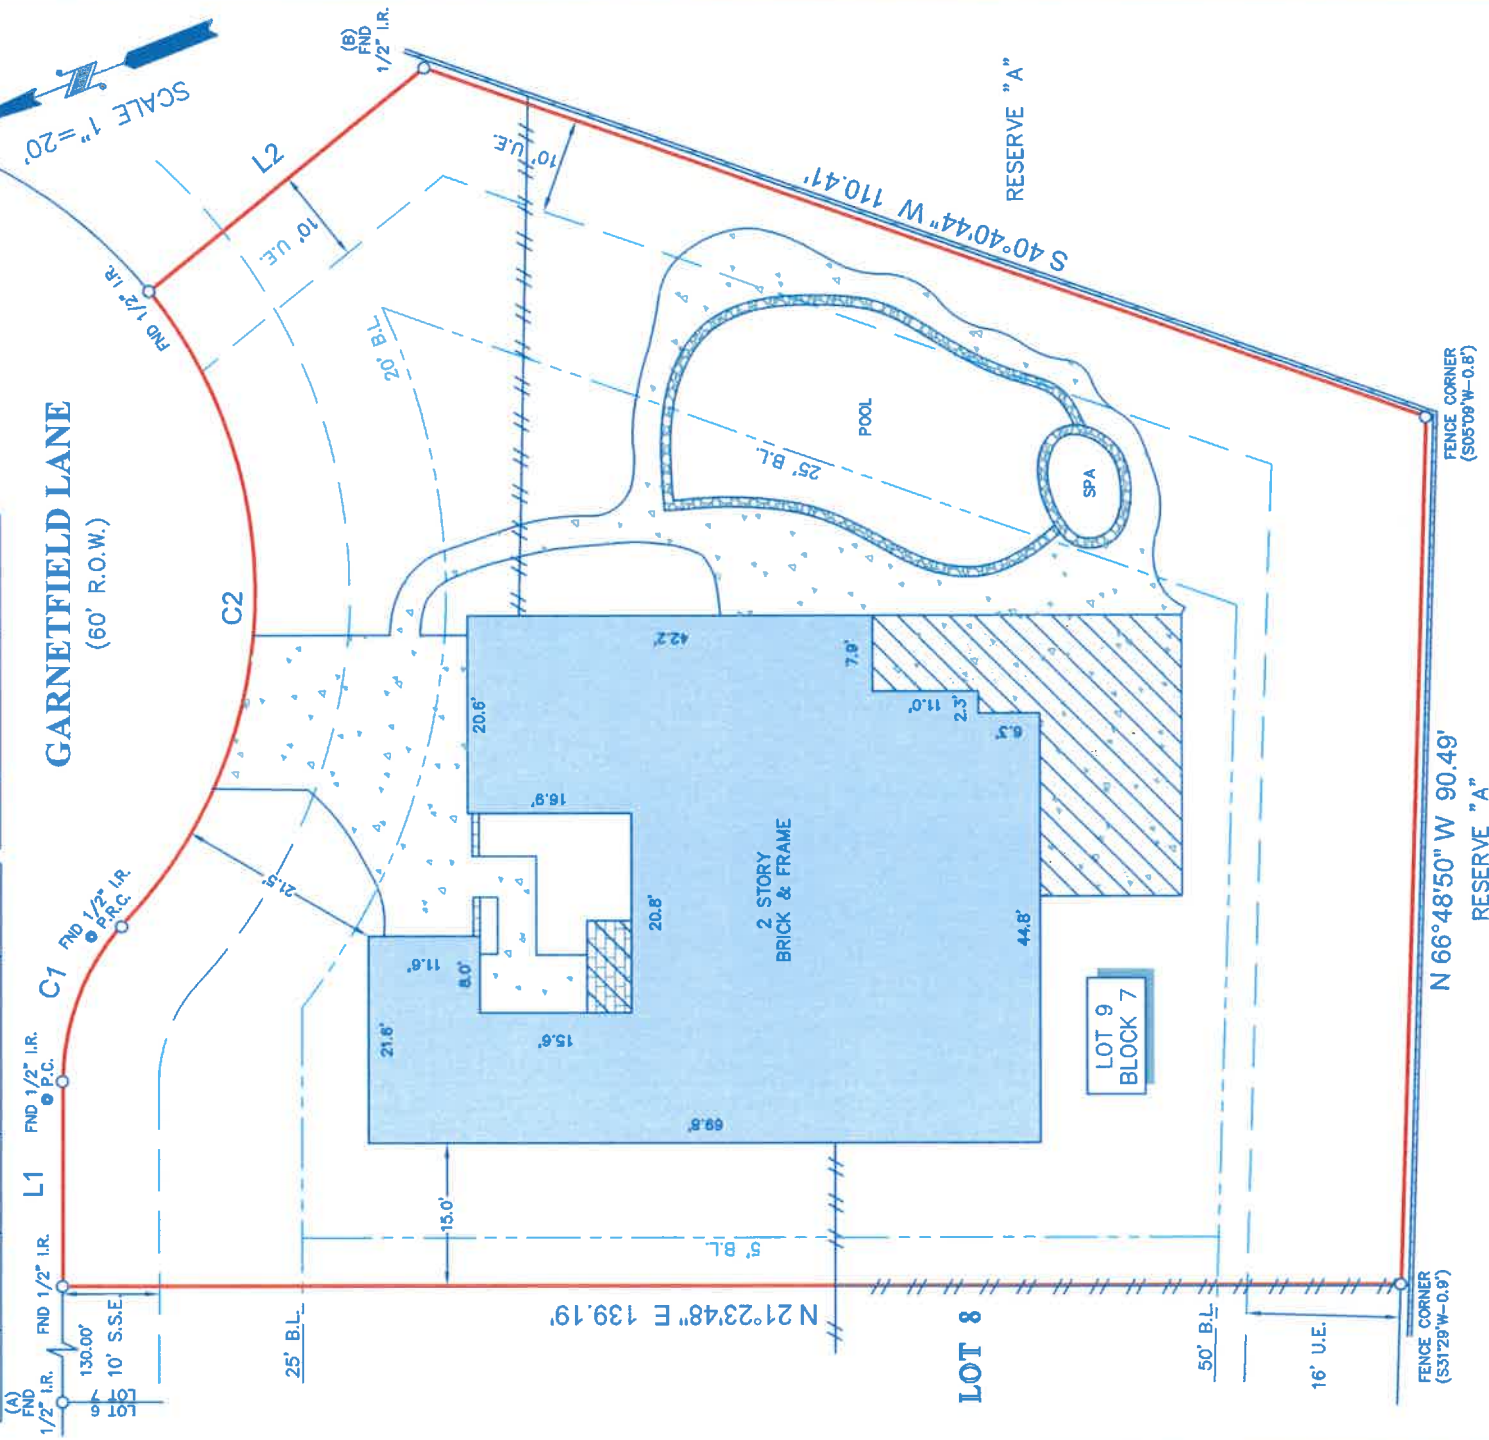 SCALE 1"=20'
(B)
FND
1/2" I.R.
L2
10' U.E.
10' U.E.
RESERVE "A"
S 40°40'44" W 110.41'
FND 1/2" I.R.
20' B.L.
GARNETFIELD LANE
(60' R.O.W.)
C2
POOL
25' B.L.
SPA
FENCE CORNER
(S05°09'W-0.8')
42.2'
7.9'
11.0'
2.3'
6.3'
20.6'
16.9'
21.5'
FND 1/2" I.R.
@ P.R.C.
C1
FND 1/2" I.R.
@ P.C.
L1
FND 1/2" I.R.
11.6'
8.0'
21.6'
15.6'
20.8'
2 STORY
BRICK & FRAME
44.8'
69.8'
LOT 9
BLOCK 7
N 66°48'50" W 90.49'
RESERVE "A"
15.0'
5' B.L.
N 21°23'48" E 139.19'
LOT 8
(A)
FND
1/2" I.R.
130.00'
10' S.S.E.
LOT 7
LOT 6
25' B.L.
50' B.L.
16' U.E.
FENCE CORNER
(S31°29'W-0.9')